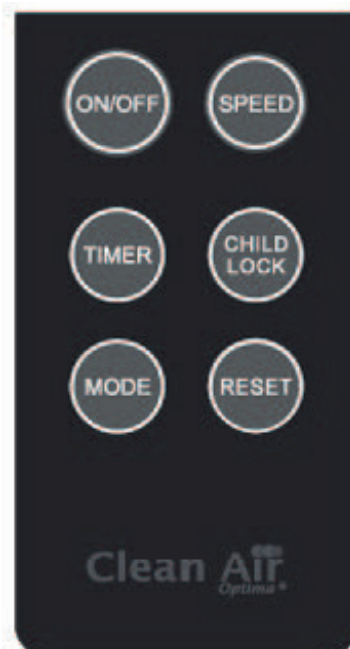 ON/OFF SPEED
TIMER CHILD LOCK
MODE RESET
Clean Air
Optima®